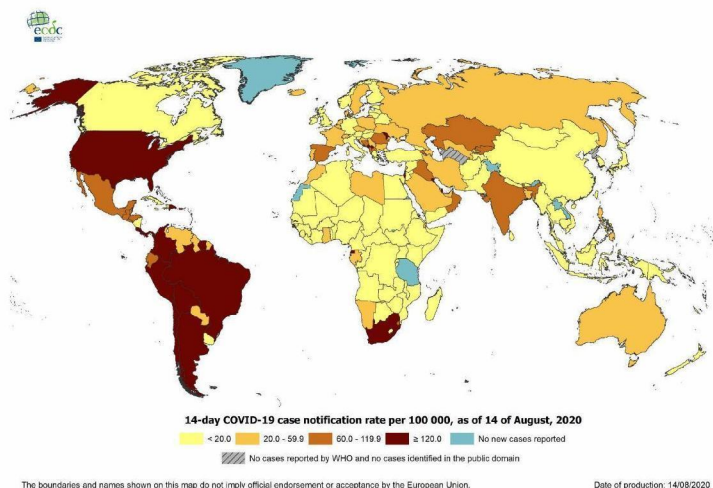 ecdc
14-day COVID-19 case notification rate per 100 000, as of 14 of August, 2020
< 20.0 20.0 - 59.9 60.0 - 119.9 ≥ 120.0 No new cases reported
No cases reported by WHO and no cases identified in the public domain
The boundaries and names shown on this map do not imply official endorsement or acceptance by the European Union. Date of production: 14/08/2020